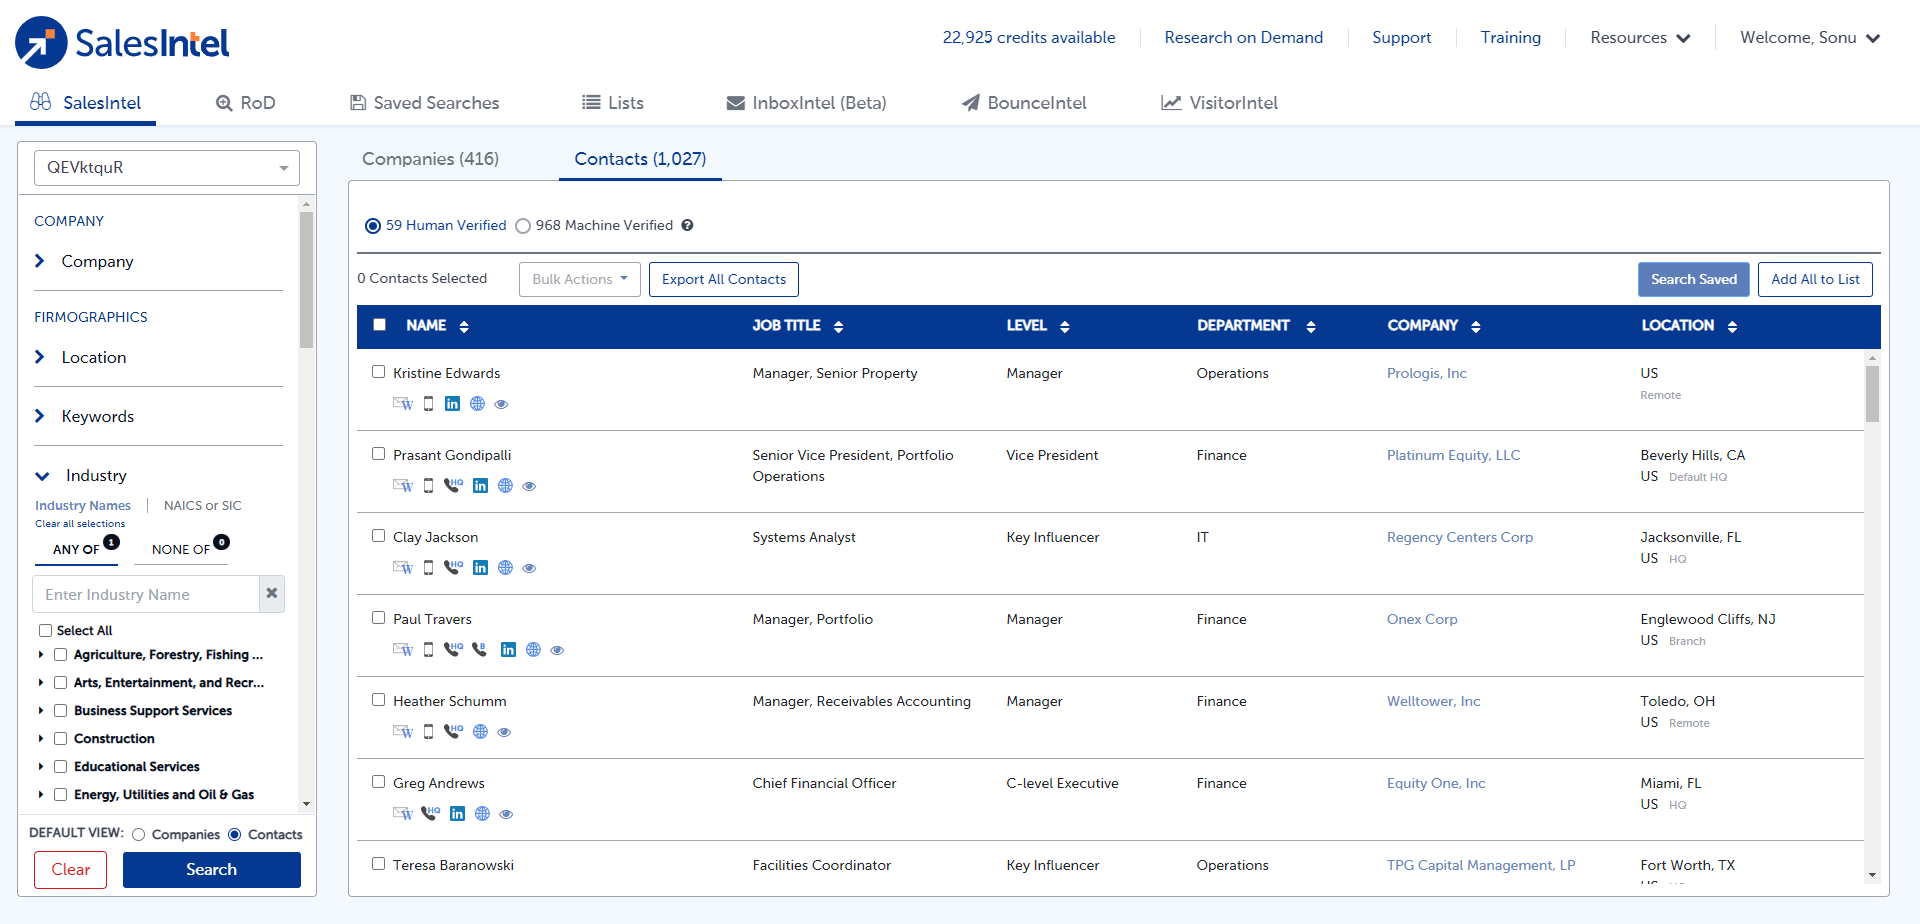 SalesIntel
22,925 credits available
Research on Demand
Support
Training
Resources
Welcome, Sonu
SalesIntel
RoD
Saved Searches
Lists
InboxIntel (Beta)
BounceIntel
VisitorIntel
QEVktquR
COMPANY
Company
FIRMOGRAPHICS
Location
Keywords
Industry
Industry Names
NAICS or SIC
Clear all selections
ANY OF 1
NONE OF 0
Enter Industry Name
Select All
Agriculture, Forestry, Fishing ...
Arts, Entertainment, and Recr...
Business Support Services
Construction
Educational Services
Energy, Utilities and Oil & Gas
DEFAULT VIEW: Companies Contacts
Clear
Search
Companies (416)
Contacts (1,027)
59 Human Verified 968 Machine Verified ?
0 Contacts Selected
Bulk Actions
Export All Contacts
Search Saved
Add All to List
NAME JOB TITLE LEVEL DEPARTMENT COMPANY LOCATION
Kristine Edwards Manager, Senior Property Manager Operations Prologis, Inc US
Remote
W in
Prasant Gondipalli Senior Vice President, Portfolio Vice President Finance Platinum Equity, LLC Beverly Hills, CA
Operations US Default HQ
W HQ in
Clay Jackson Systems Analyst Key Influencer IT Regency Centers Corp Jacksonville, FL
US HQ
W HQ in
Paul Travers Manager, Portfolio Manager Finance Onex Corp Englewood Cliffs, NJ
US Branch
W HQ B in
Heather Schumm Manager, Receivables Accounting Manager Finance Welltower, Inc Toledo, OH
US Remote
W HQ
Greg Andrews Chief Financial Officer C-level Executive Finance Equity One, Inc Miami, FL
US HQ
W HQ in
Teresa Baranowski Facilities Coordinator Key Influencer Operations TPG Capital Management, LP Fort Worth, TX